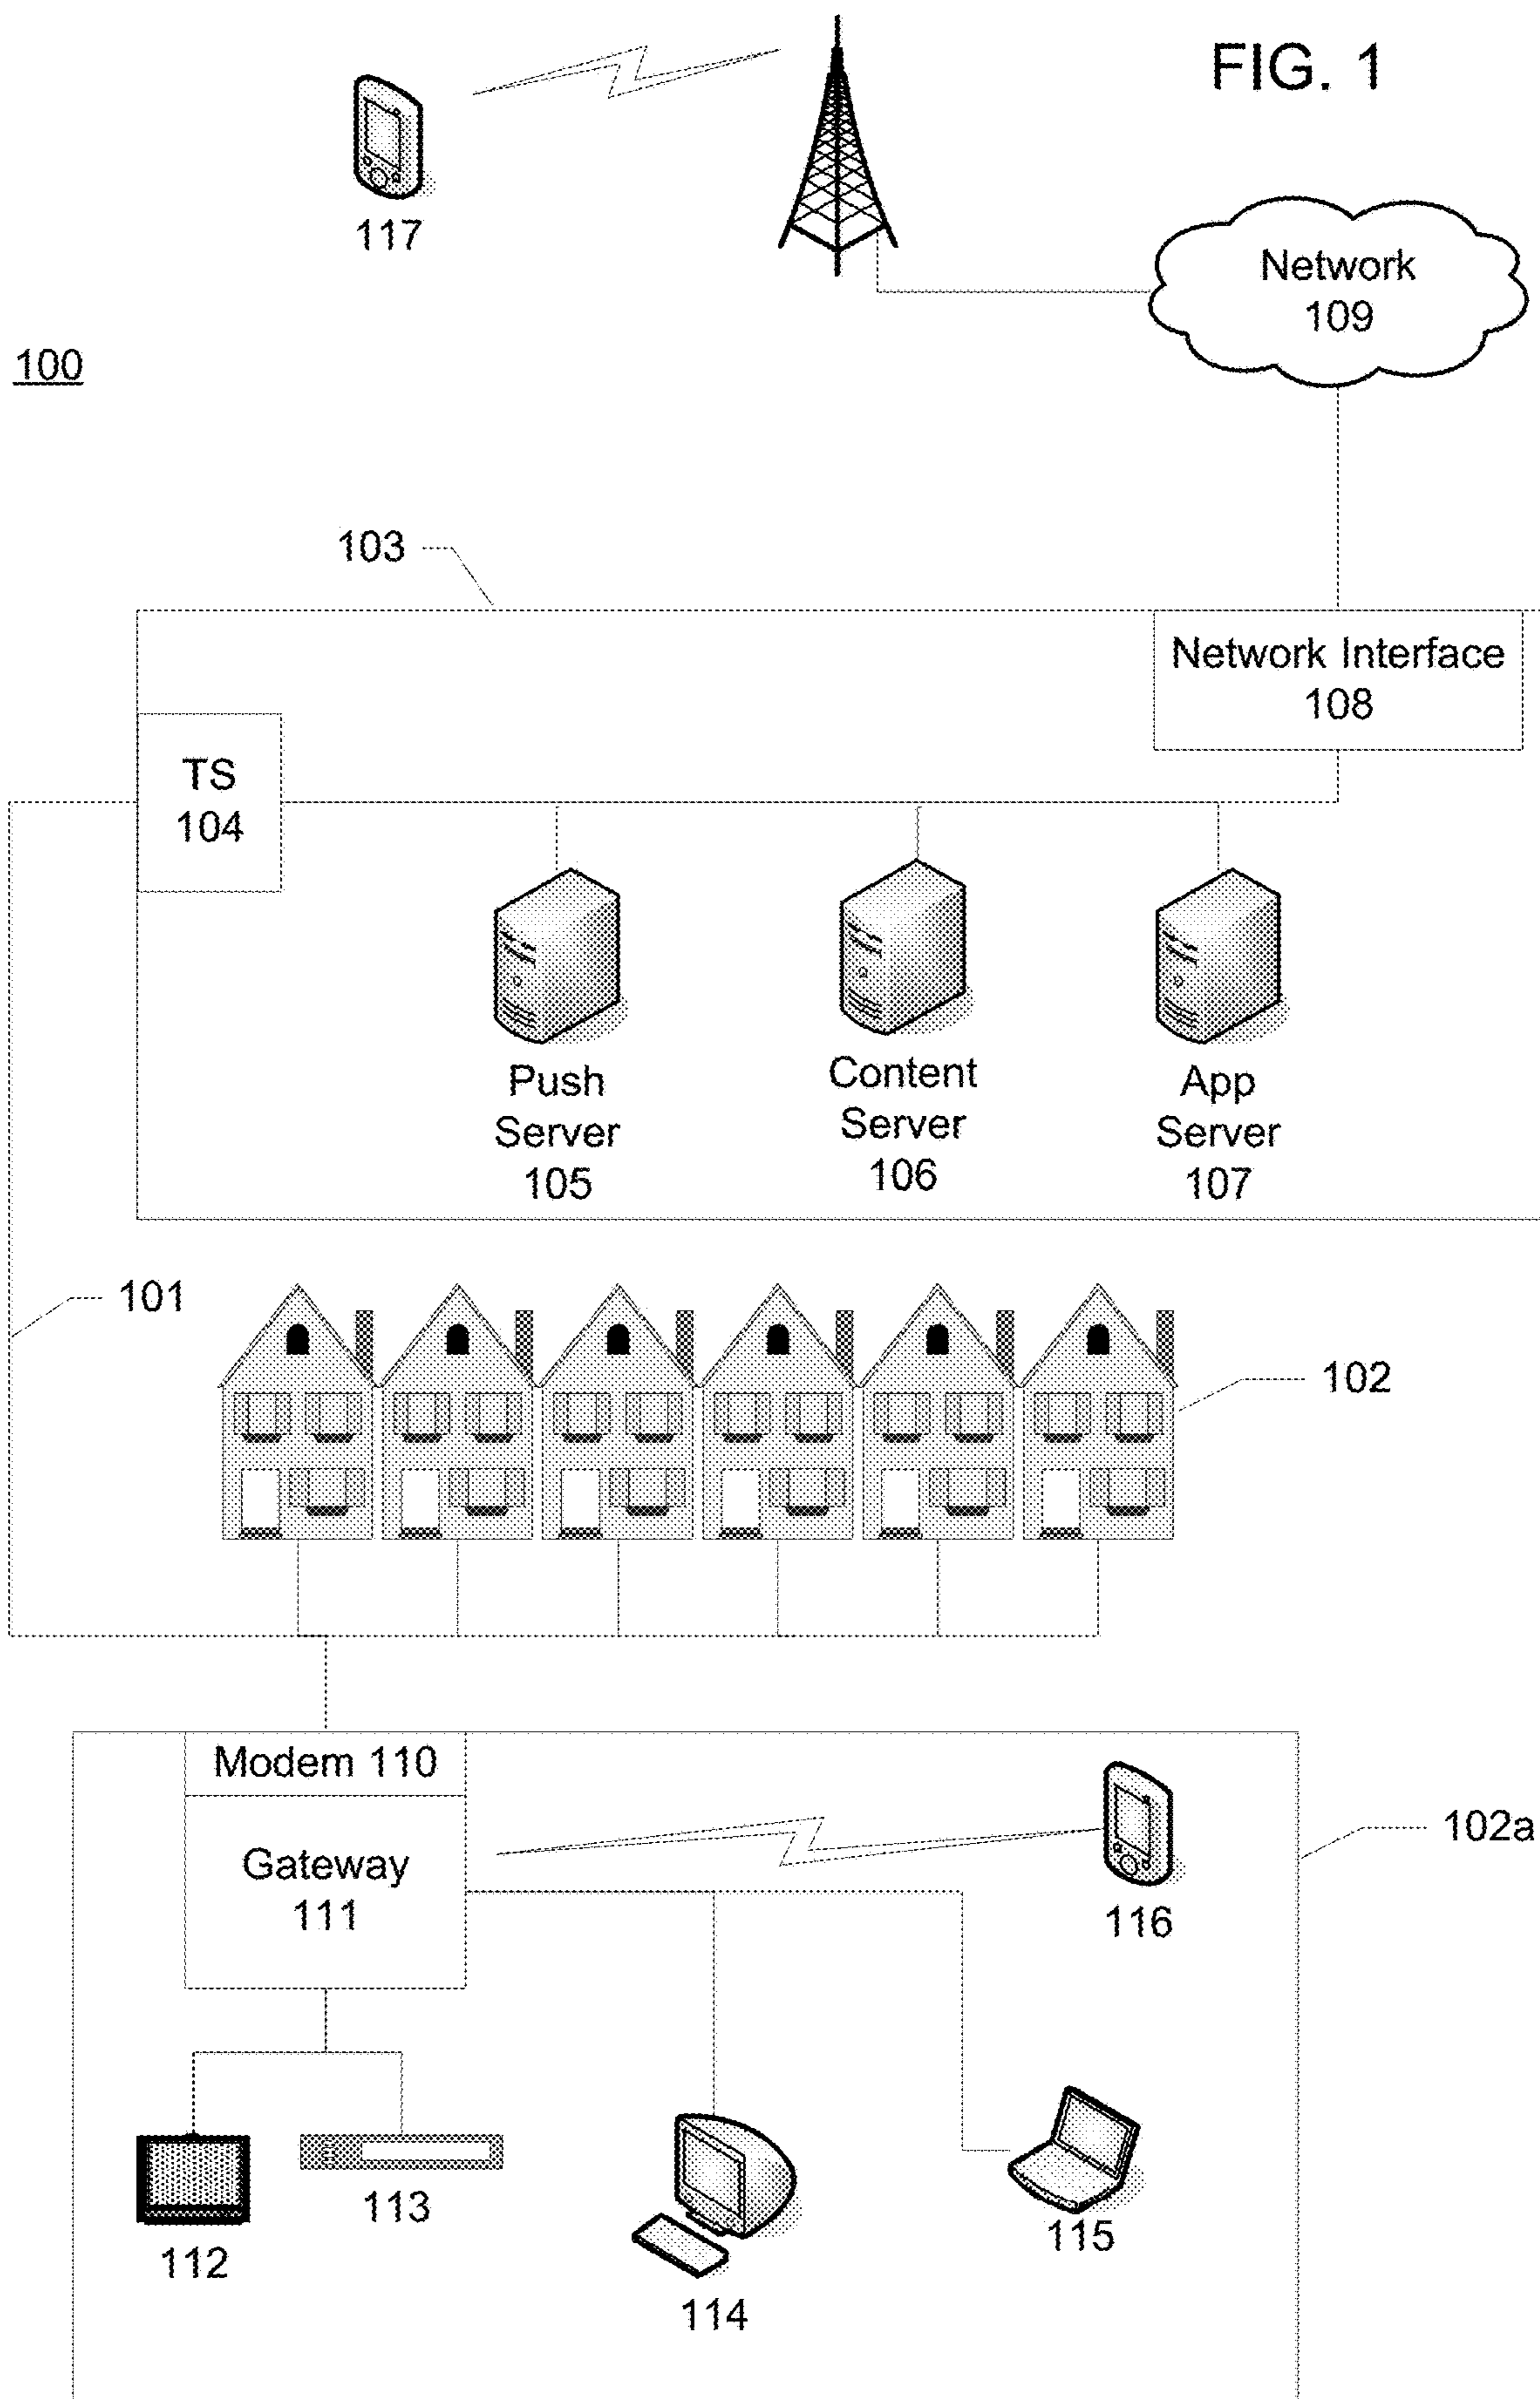 FIG. 1
117
Network
109
100
103
Network Interface
108
TS
104
Push
Server
105
Content
Server
106
App
Server
107
101
102
Modem 110
Gateway
111
102a
116
112
113
114
115